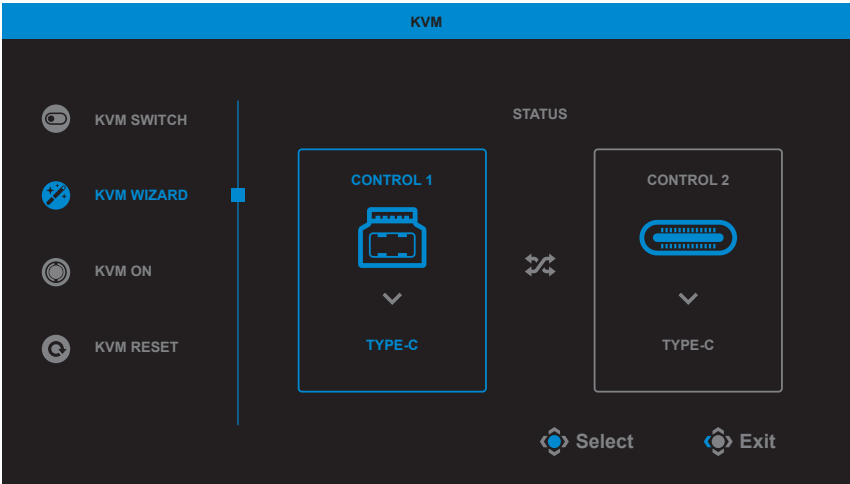 KVM
KVM SWITCH
KVM WIZARD
KVM ON
KVM RESET
STATUS
CONTROL 1
TYPE-C
CONTROL 2
TYPE-C
Select
Exit